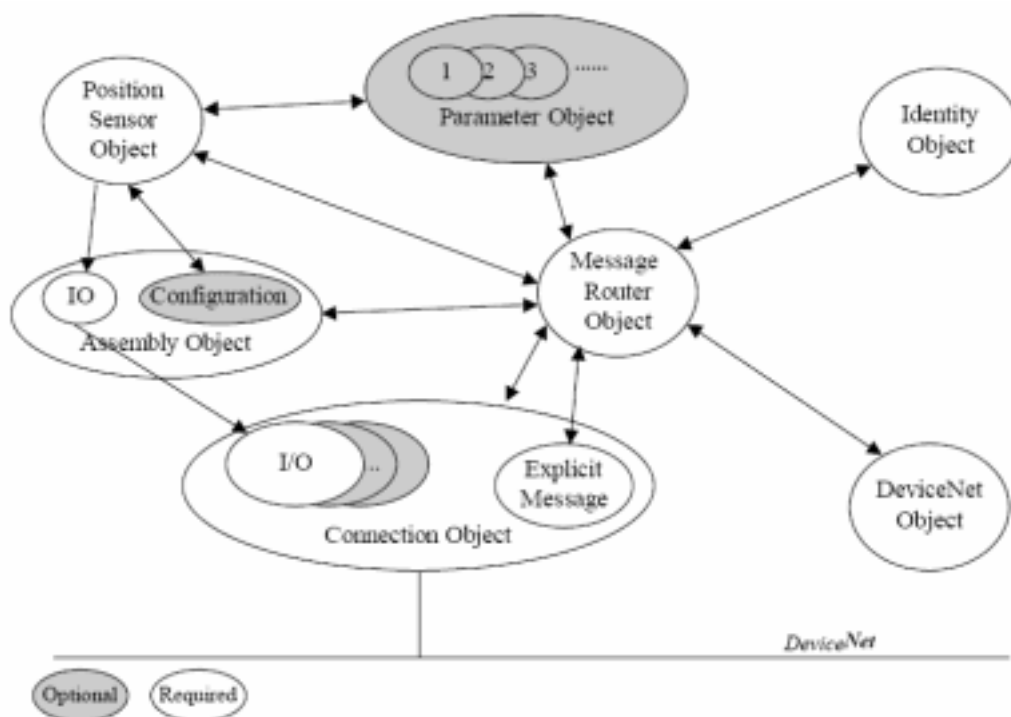 Position
Sensor
Object
1 2 3 ......
Parameter Object
Identity
Object
Message
Router
Object
IO
Configuration
Assembly Object
I/O
..
Explicit
Message
Connection Object
DeviceNet
Object
DeviceNet
Optional
Required